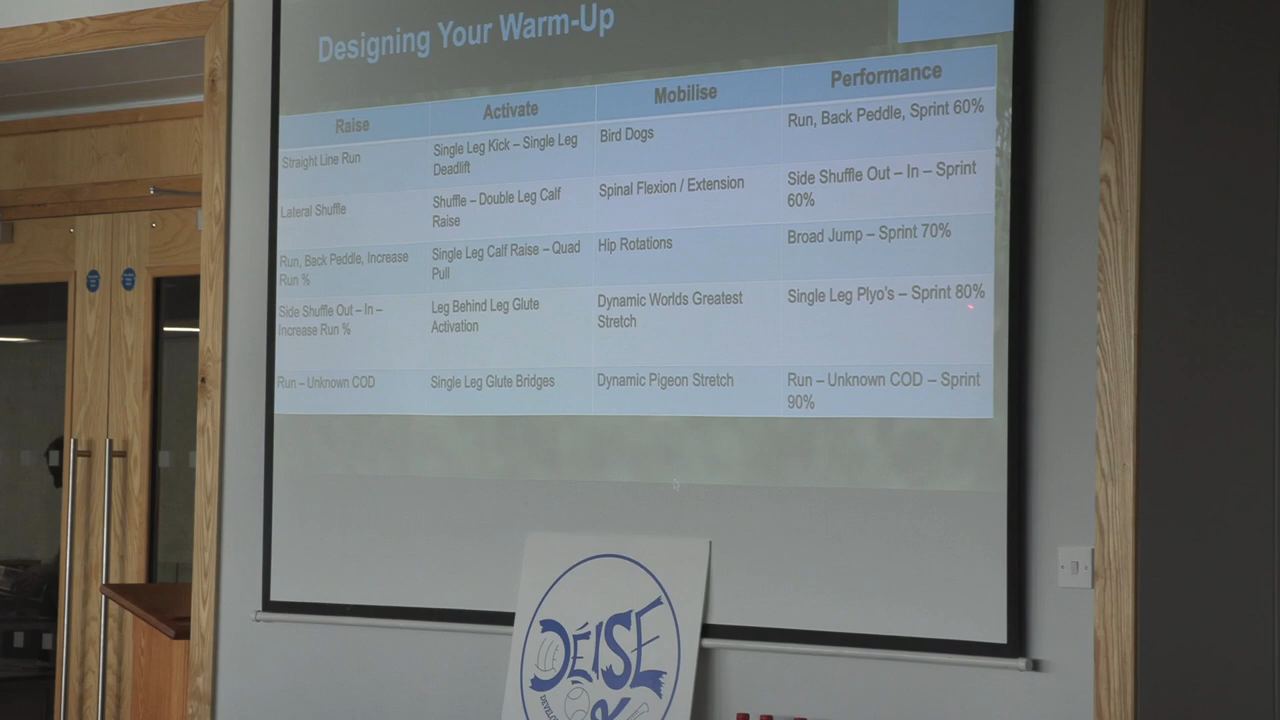 Designing Your Warm-Up
Raise
Activate
Mobilise
Performance
Straight Line Run
Single Leg Kick – Single Leg
Deadlift
Bird Dogs
Run, Back Peddle, Sprint 60%
Lateral Shuffle
Shuffle – Double Leg Calf
Raise
Spinal Flexion / Extension
Side Shuffle Out – In – Sprint
60%
Run, Back Peddle, Increase
Run %
Single Leg Calf Raise – Quad
Pull
Hip Rotations
Broad Jump – Sprint 70%
Side Shuffle Out – In –
Increase Run %
Leg Behind Leg Glute
Activation
Dynamic Worlds Greatest
Stretch
Single Leg Plyo's – Sprint 80%
Run – Unknown COD
Single Leg Glute Bridges
Dynamic Pigeon Stretch
Run – Unknown COD – Sprint
90%
DÉISE